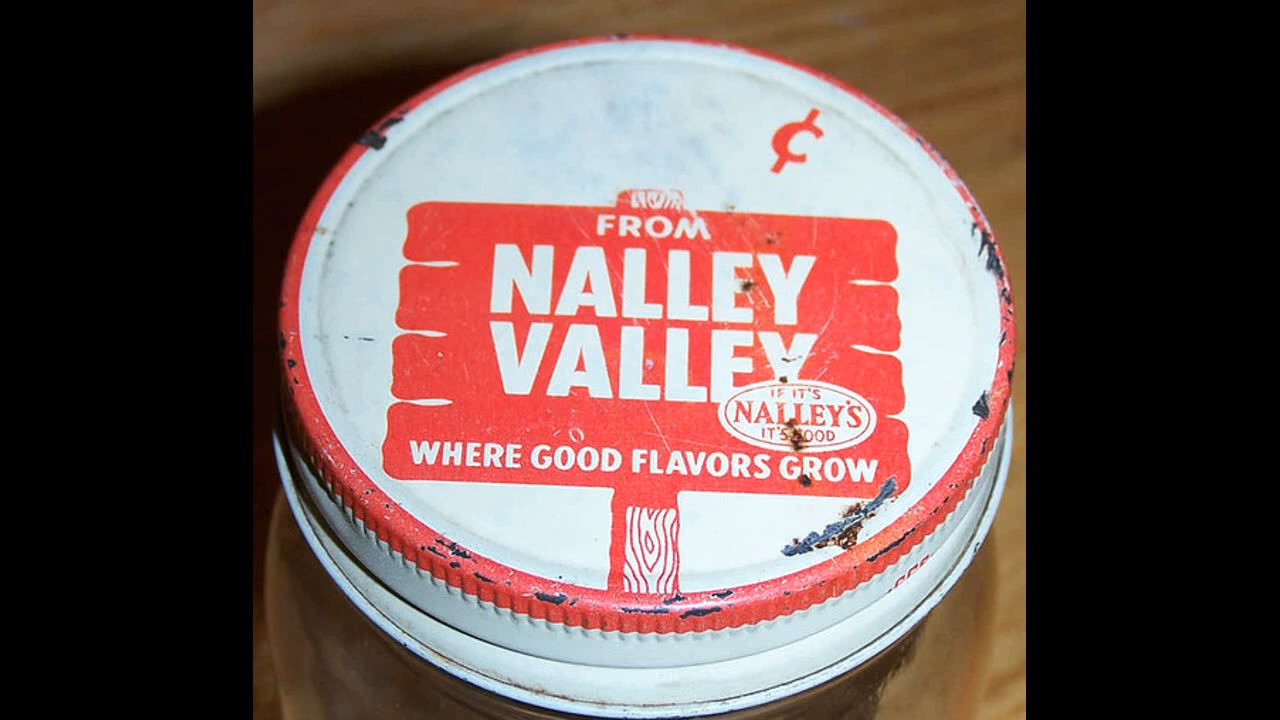 ¢
FROM
NALLEY
VALLEY
IF IT'S
NALLEY'S
IT'S GOOD
WHERE GOOD FLAVORS GROW